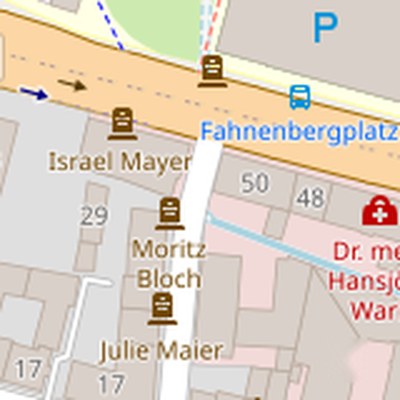 P
Fahnenbergplatz
Israel Mayer
50
48
29
Moritz
Bloch
Dr. me
Hansjö
War
Julie Maier
17
17